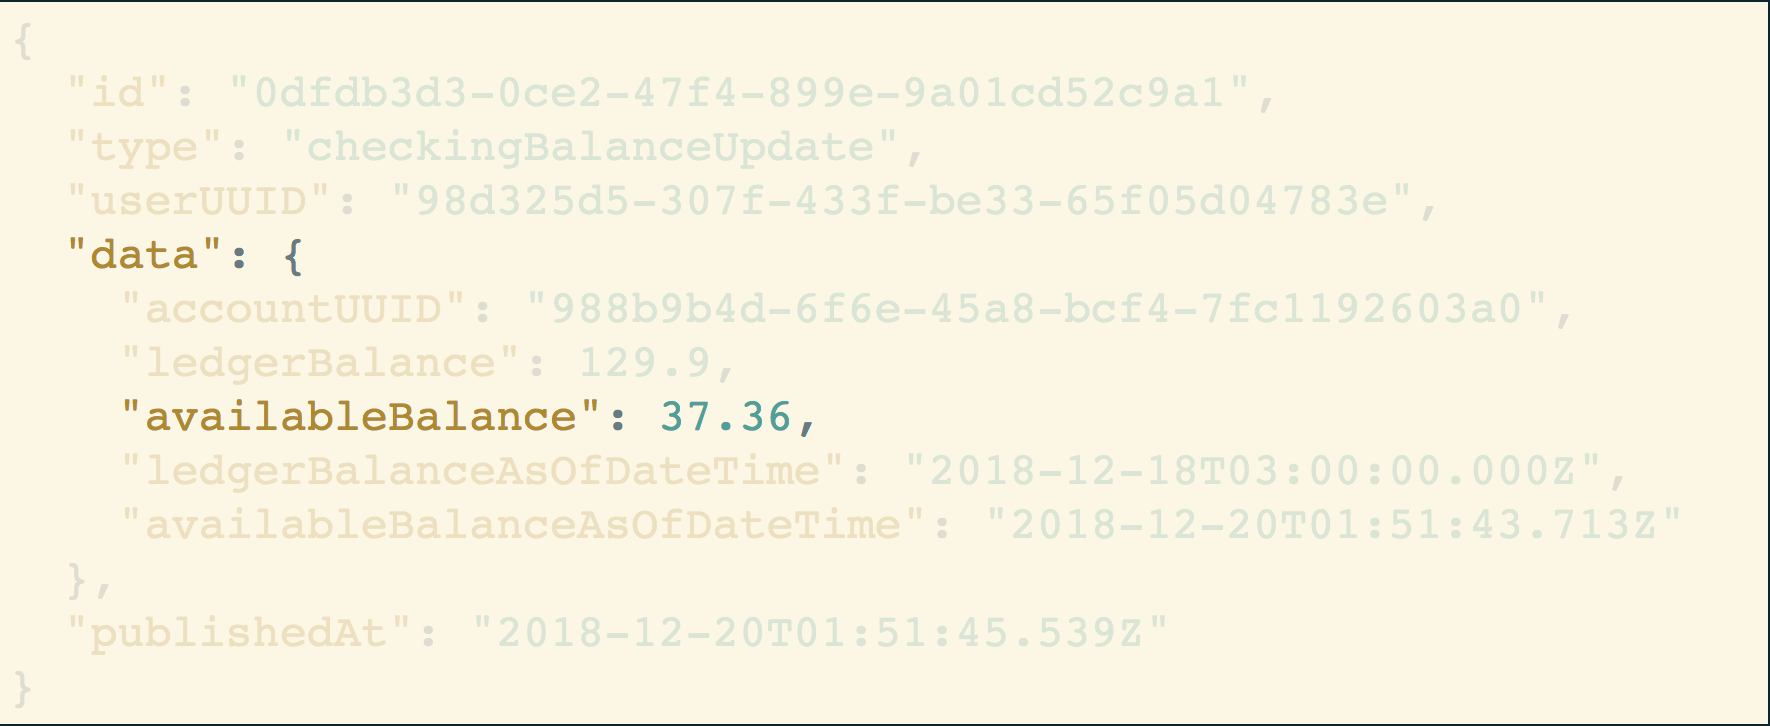 {
  "id": "0dfdb3d3-0ce2-47f4-899e-9a01cd52c9a1",
  "type": "checkingBalanceUpdate",
  "userUUID": "98d325d5-307f-433f-be33-65f05d04783e",
  "data": {
    "accountUUID": "988b9b4d-6f6e-45a8-bcf4-7fc1192603a0",
    "ledgerBalance": 129.9,
    "availableBalance": 37.36,
    "ledgerBalanceAsOfDateTime": "2018-12-18T03:00:00.000Z",
    "availableBalanceAsOfDateTime": "2018-12-20T01:51:43.713Z"
  },
  "publishedAt": "2018-12-20T01:51:45.539Z"
}